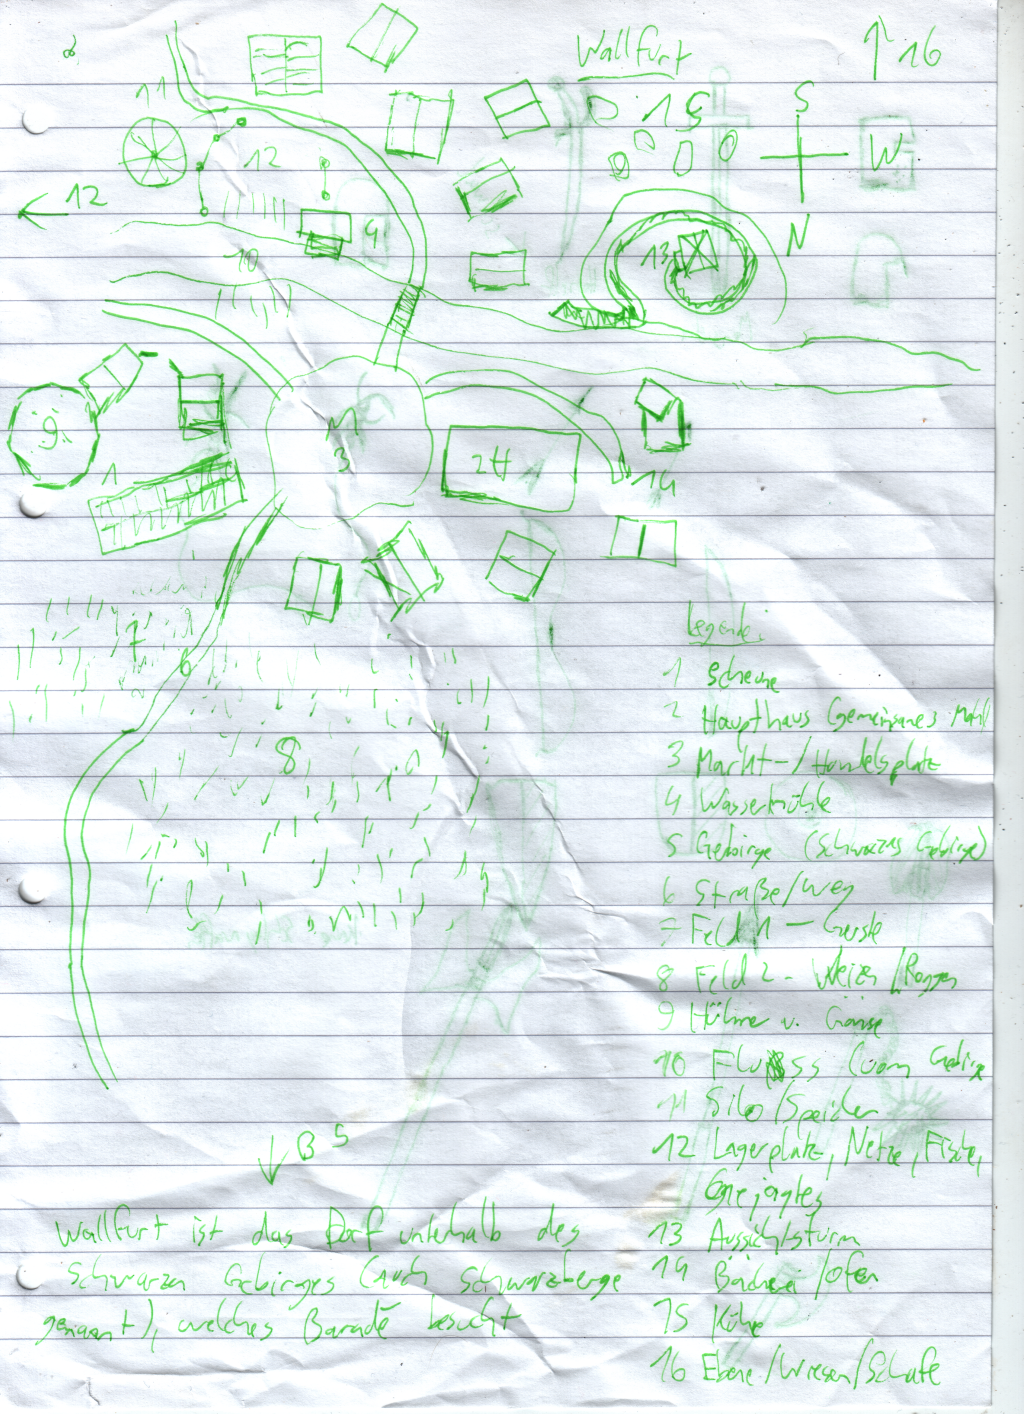 Wallfurt
↑ 16
11
15
S
12
W
← 12
4
N
13
10
9
1
3
2H
14
7
6
8
Legende:
1 Scheune
2 Haupthaus (Gemeinsames Mahl
3 Markt-/Handelsplatz
4 Wassermühle
5 Gebirge (Schwarzes Gebirge)
6 Straße/Weg
7 Feld 1 - Gerste
8 Feld 2 - Weizen/Roggen
9 Hühner u. Gänse
10 Fluss (vom Gebirge
11 Silo/Speicher
12 Lagerplatz, Netze, Fische,
Gejagtes
13 Aussichtsturm
14 Bäckerei/Ofen
15 Kühe
16 Ebene/Wiesen/Schafe
↓ B 5
Wallfurt ist das Dorf unterhalb des
Schwarzen Gebirges (auch Schwarzberge
genannt), welches Barade besucht